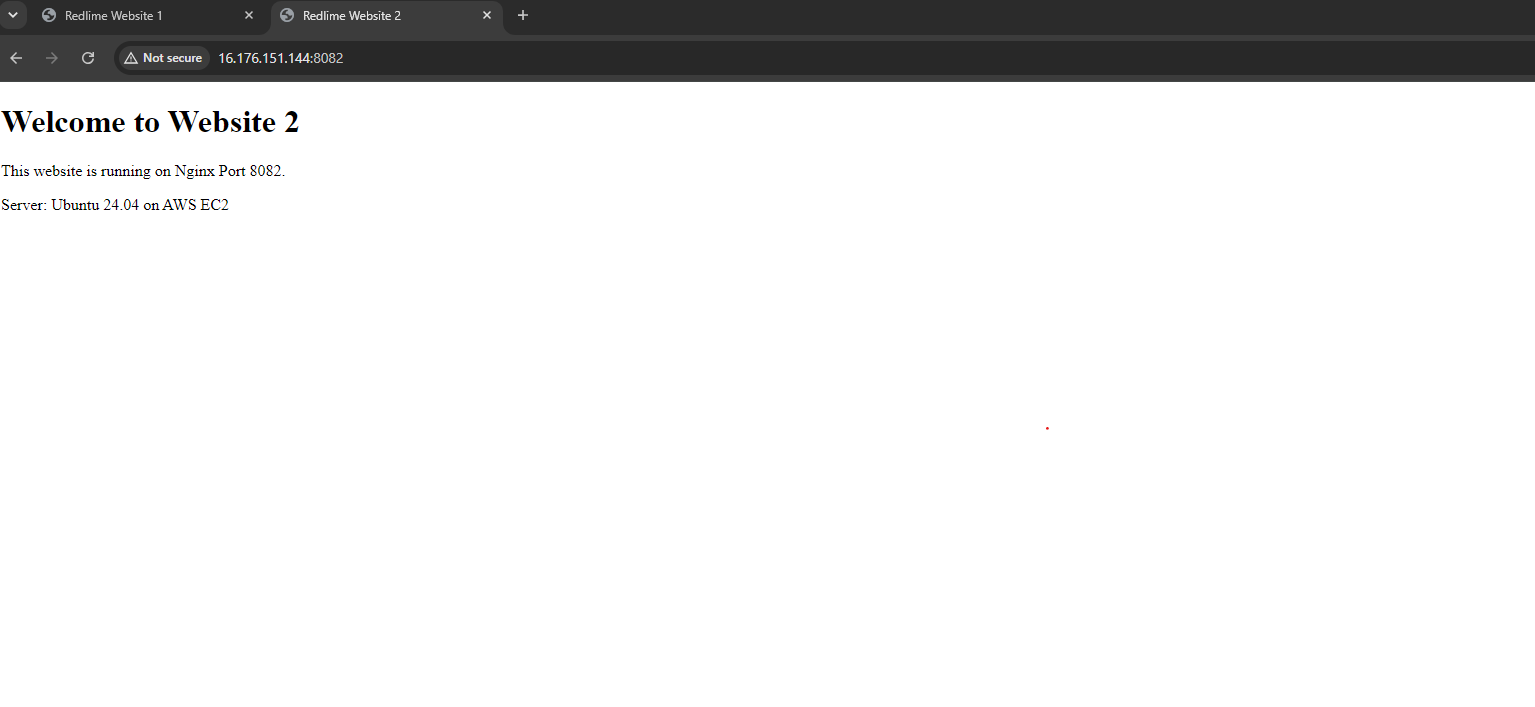 Redlime Website 1
Redlime Website 2
Not secure
16.176.151.144:8082
Welcome to Website 2
This website is running on Nginx Port 8082.
Server: Ubuntu 24.04 on AWS EC2